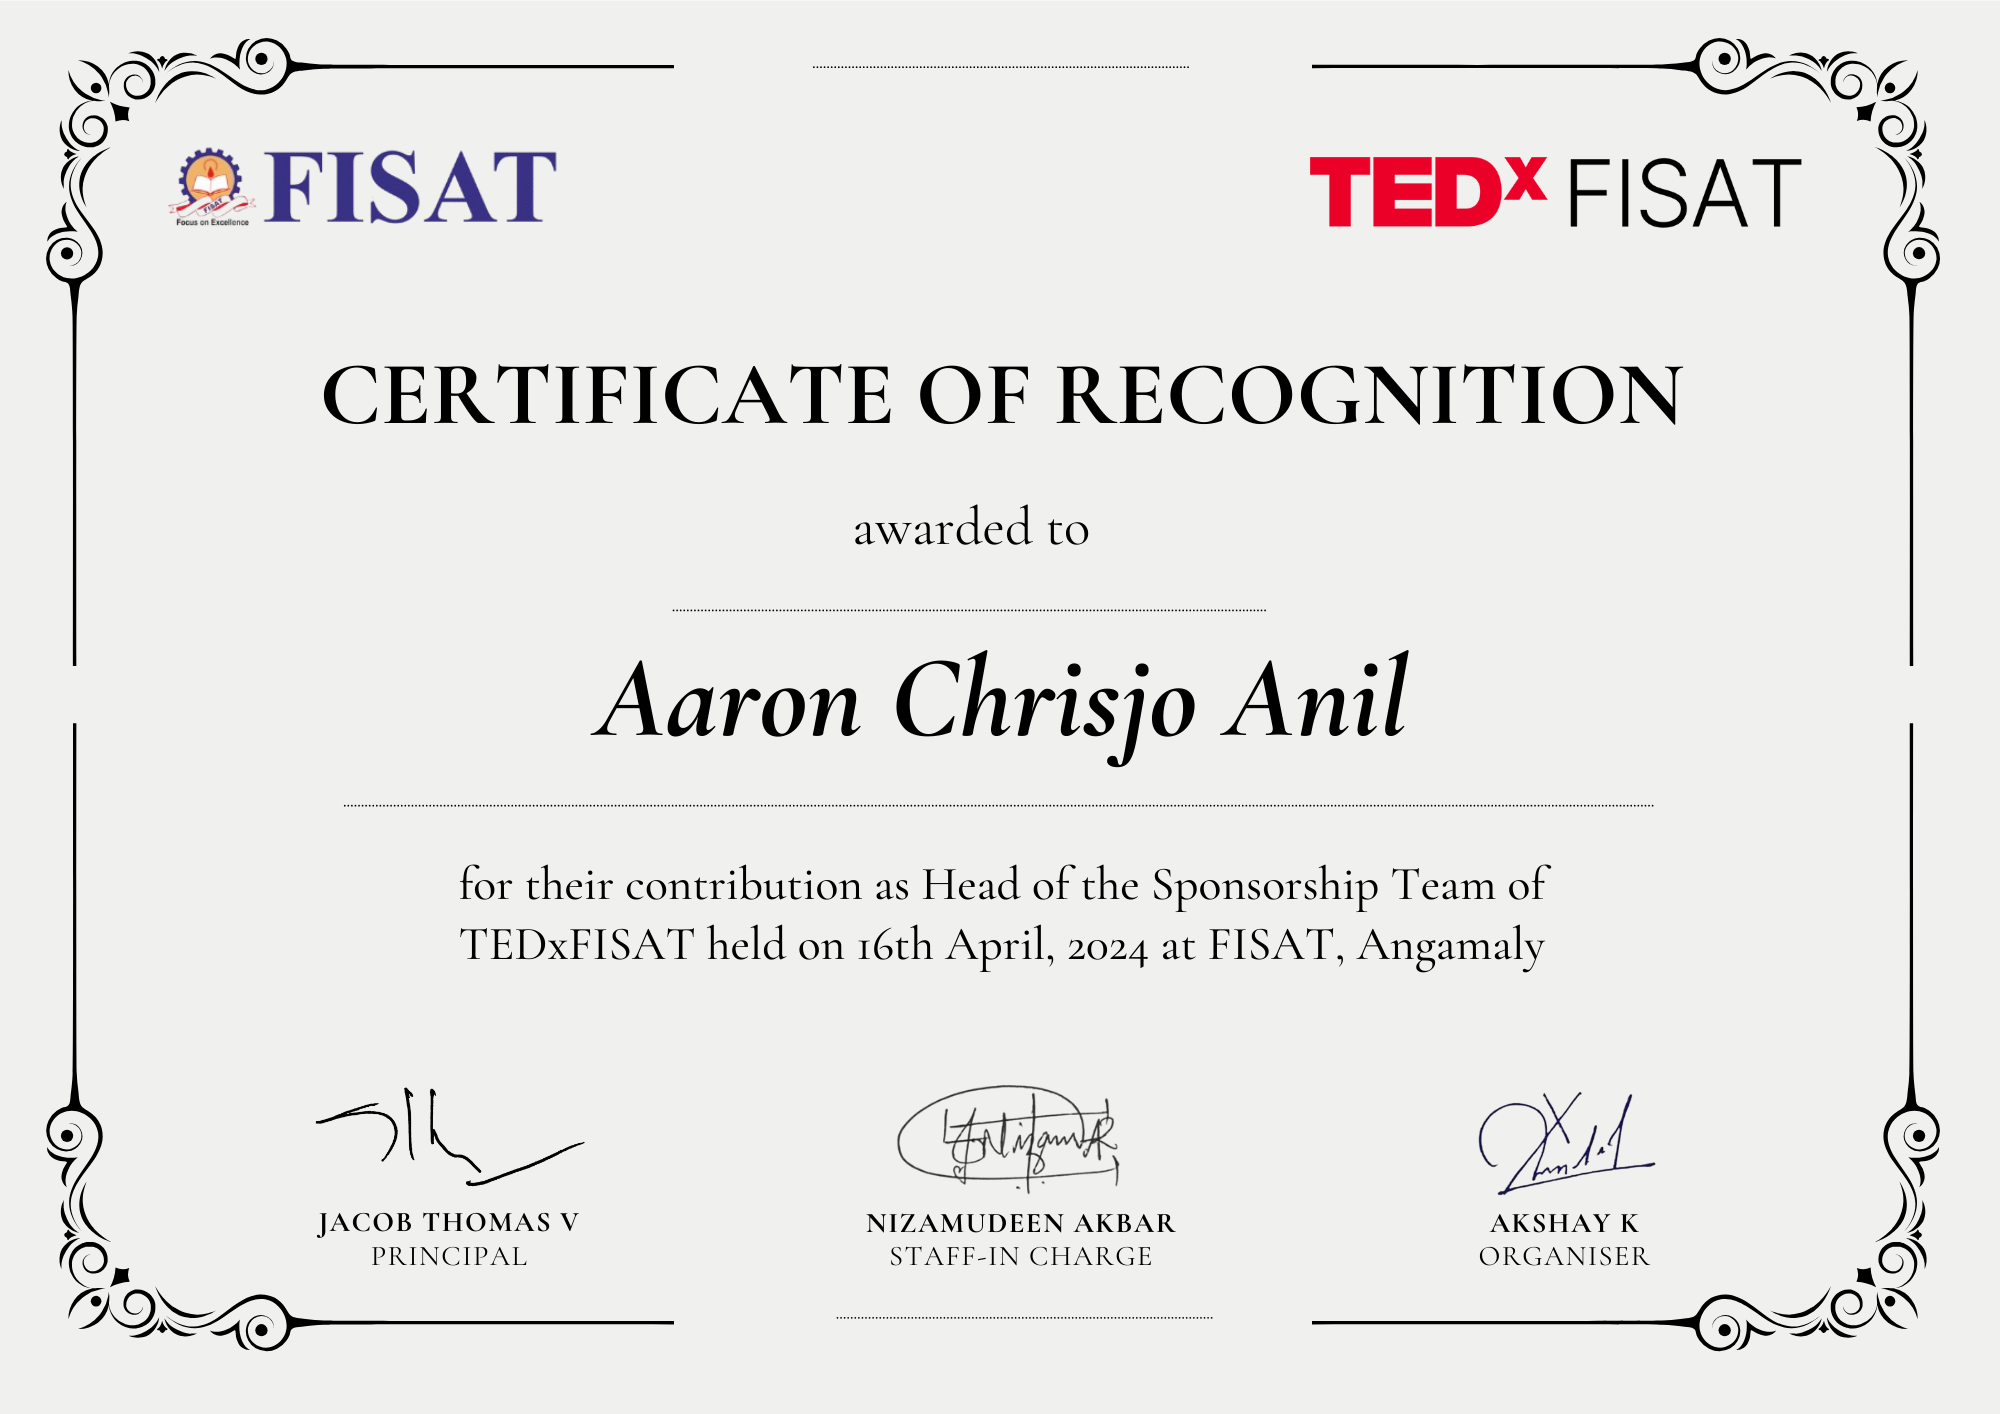 FISAT
FISAT
Focus on Excellence
TEDx FISAT
CERTIFICATE OF RECOGNITION
awarded to
Aaron Chrisjo Anil
for their contribution as Head of the Sponsorship Team of
TEDxFISAT held on 16th April, 2024 at FISAT, Angamaly
JACOB THOMAS V
PRINCIPAL
NIZAMUDEEN AKBAR
STAFF-IN CHARGE
AKSHAY K
ORGANISER